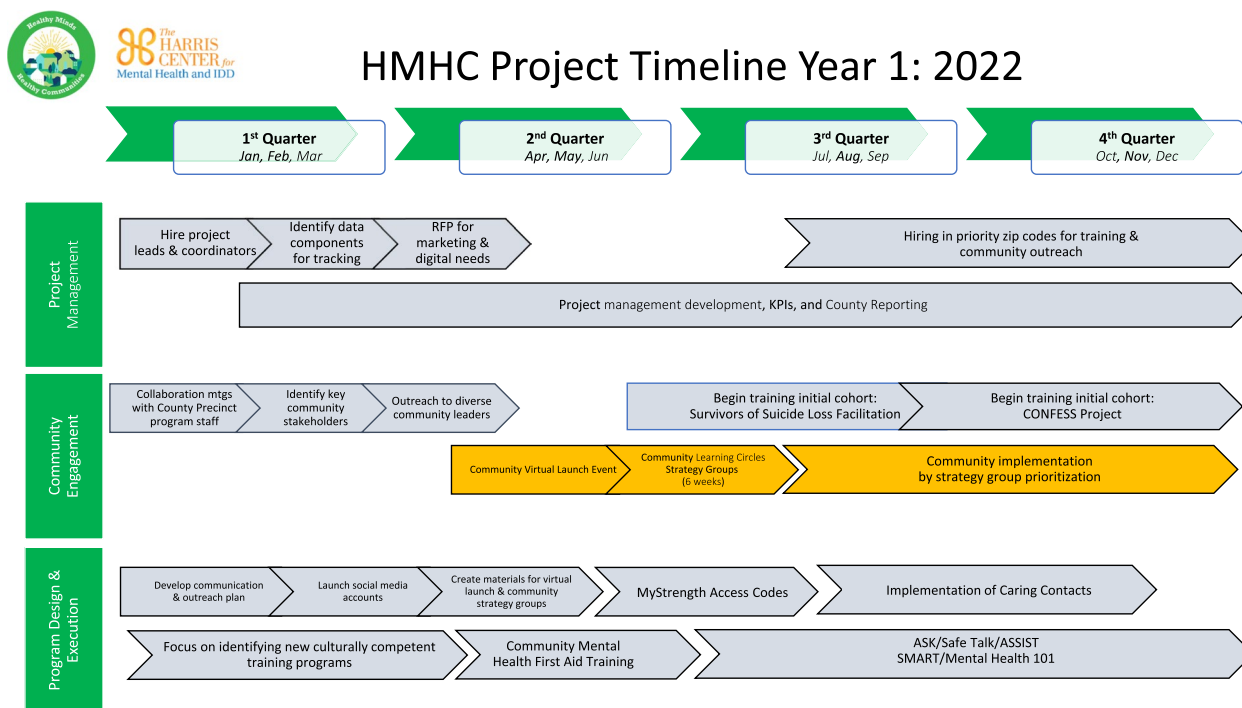 Healthy Minds
Healthy Communities
The
HARRIS
CENTER for
Mental Health and IDD
HMHC Project Timeline Year 1: 2022
1st Quarter
Jan, Feb, Mar
2nd Quarter
Apr, May, Jun
3rd Quarter
Jul, Aug, Sep
4th Quarter
Oct, Nov, Dec
Project
Management
Hire project
leads & coordinators
Identify data
components
for tracking
RFP for
marketing &
digital needs
Hiring in priority zip codes for training &
community outreach
Project management development, KPIs, and County Reporting
Community
Engagement
Collaboration mtgs
with County Precinct
program staff
Identify key
community
stakeholders
Outreach to diverse
community leaders
Begin training initial cohort:
Survivors of Suicide Loss Facilitation
Begin training initial cohort:
CONFESS Project
Community Virtual Launch Event
Community Learning Circles
Strategy Groups
(6 weeks)
Community implementation
by strategy group prioritization
Program Design &
Execution
Develop communication
& outreach plan
Launch social media
accounts
Create materials for virtual
launch & community
strategy groups
MyStrength Access Codes
Implementation of Caring Contacts
Focus on identifying new culturally competent
training programs
Community Mental
Health First Aid Training
ASK/Safe Talk/ASSIST
SMART/Mental Health 101